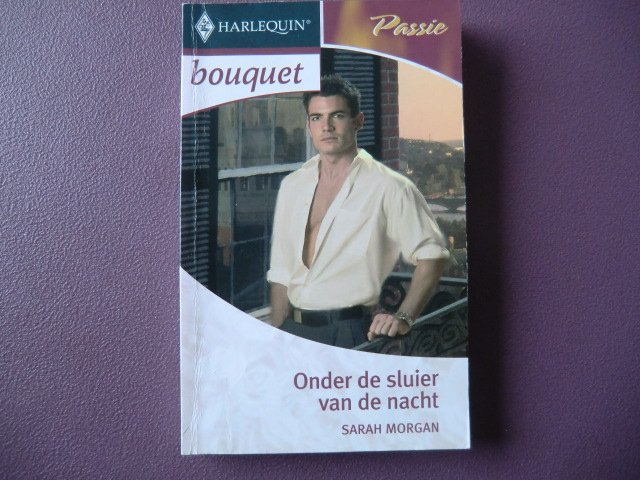 HARLEQUIN®
Passie
bouquet
Onder de sluier
van de nacht
SARAH MORGAN